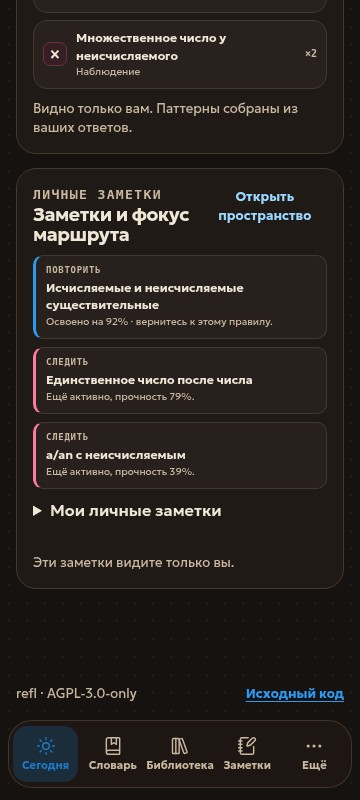 Множественное число у
неисчисляемого
Наблюдение
×2
Видно только вам. Паттерны собраны из
ваших ответов.
ЛИЧНЫЕ ЗАМЕТКИ
Заметки и фокус
маршрута
Открыть
пространство
ПОВТОРИТЬ
Исчисляемые и неисчисляемые
существительные
Освоено на 92% · вернитесь к этому правилу.
СЛЕДИТЬ
Единственное число после числа
Ещё активно, прочность 79%.
СЛЕДИТЬ
a/an с неисчисляемым
Ещё активно, прочность 39%.
Мои личные заметки
Эти заметки видите только вы.
refl · AGPL-3.0-only
Исходный код
Сегодня
Словарь
Библиотека
Заметки
Ещё